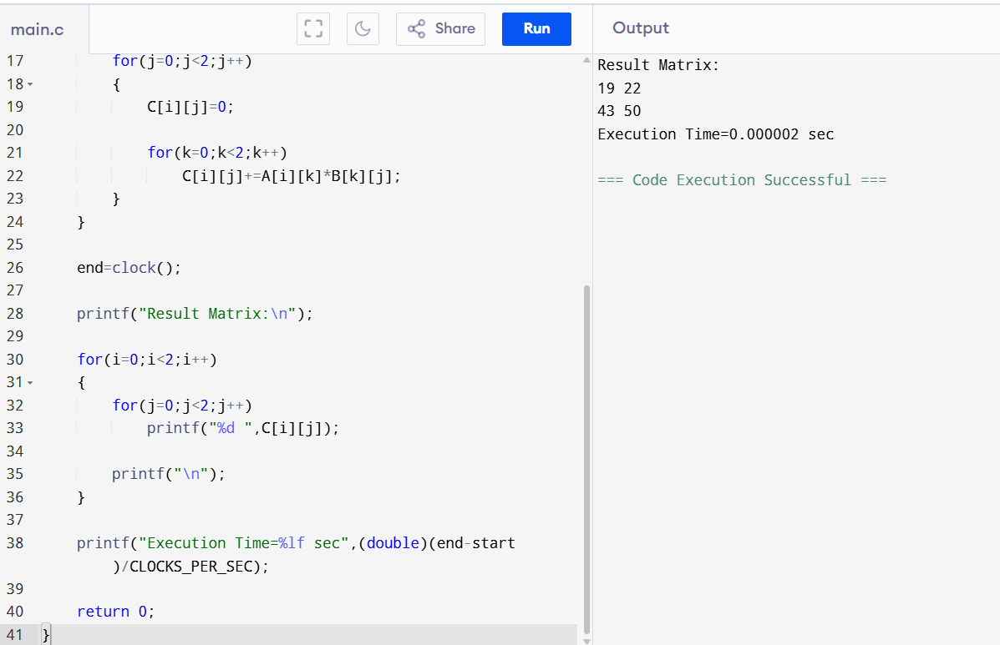 main.c
Share
Run
Output
17 for(j=0;j<2;j++)
18 {
19 C[i][j]=0;
20
21 for(k=0;k<2;k++)
22 C[i][j]+=A[i][k]*B[k][j];
23 }
24 }
25
26 end=clock();
27
28 printf("Result Matrix:\n");
29
30 for(i=0;i<2;i++)
31 {
32 for(j=0;j<2;j++)
33 printf("%d ",C[i][j]);
34
35 printf("\n");
36 }
37
38 printf("Execution Time=%lf sec",(double)(end-start
)/CLOCKS_PER_SEC);
39
40 return 0;
41 }
Result Matrix:
19 22
43 50
Execution Time=0.000002 sec
=== Code Execution Successful ===